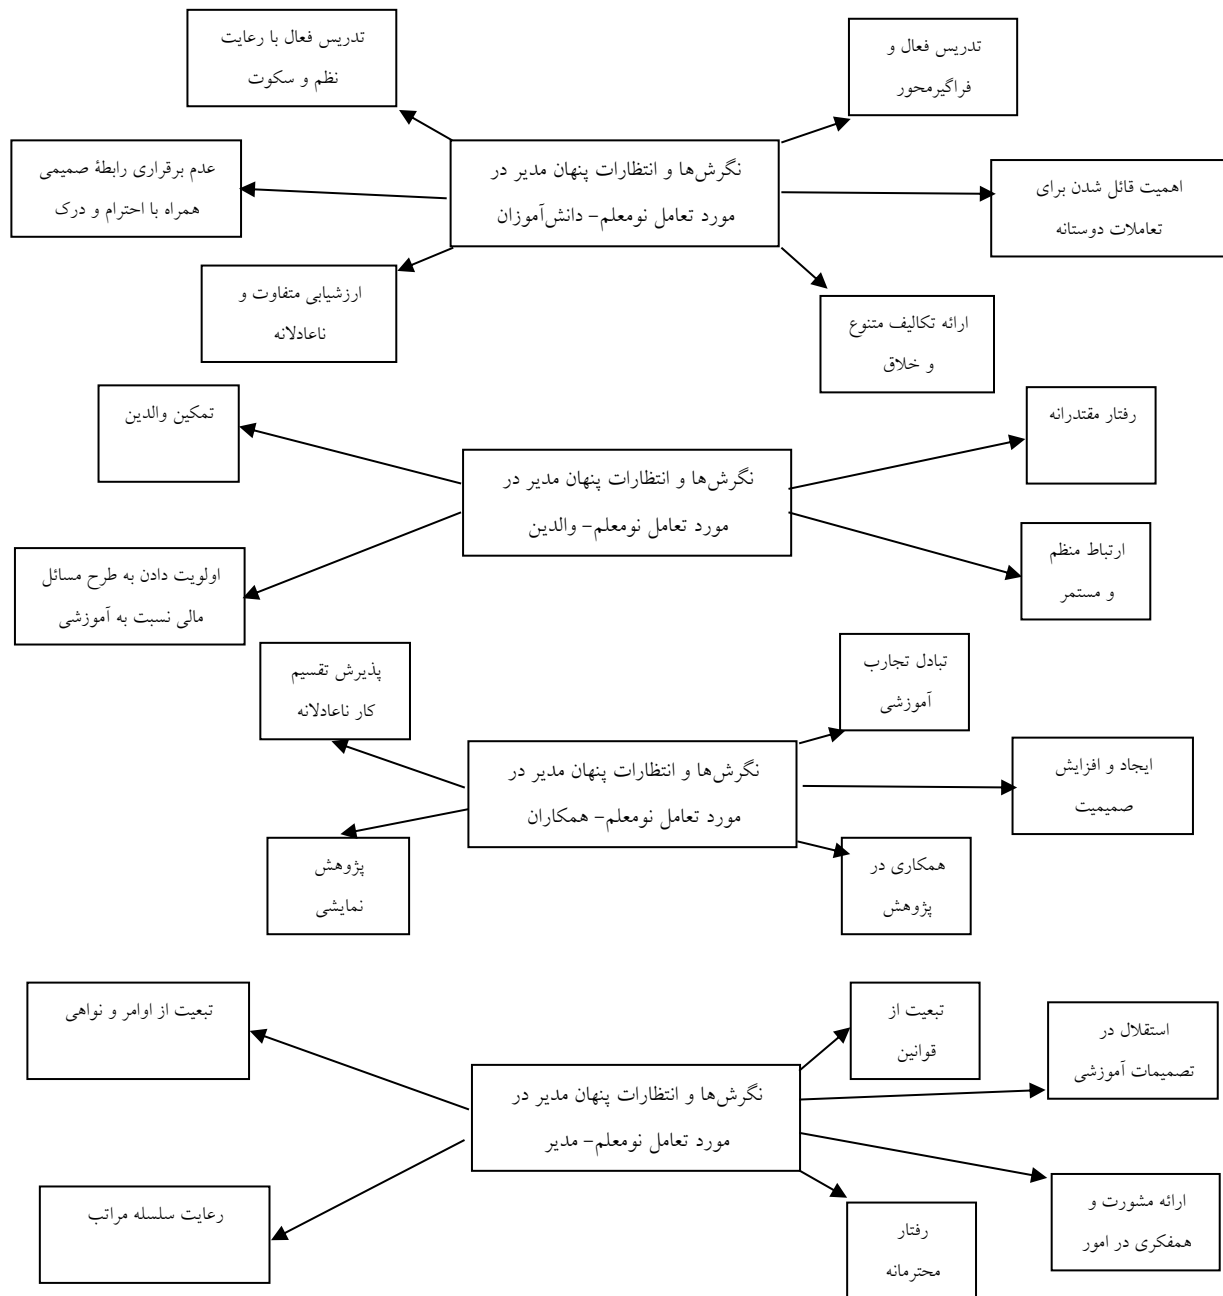 تدریس فعال و
فراگیرمحور
تدریس فعال با رعایت
نظم و سکوت
نگرش‌ها و انتظارات پنهان مدیر در
مورد تعامل نومعلم- دانش‌آموزان
اهمیت قائل شدن برای
تعاملات دوستانه
عدم برقراری رابطهٔ صمیمی
همراه با احترام و درک
ارائه تکالیف متنوع
و خلاق
ارزشیابی متفاوت و
ناعادلانه
رفتار مقتدرانه
تمکین والدین
نگرش‌ها و انتظارات پنهان مدیر در
مورد تعامل نومعلم- والدین
ارتباط منظم
و مستمر
اولویت دادن به طرح مسائل
مالی نسبت به آموزشی
تبادل تجارب
آموزشی
پذیرش تقسیم
کار ناعادلانه
ایجاد و افزایش
صمیمیت
نگرش‌ها و انتظارات پنهان مدیر در
مورد تعامل نومعلم- همکاران
همکاری در
پژوهش
پژوهش
نمایشی
تبعیت از
قوانین
تبعیت از اوامر و نواهی
استقلال در
تصمیمات آموزشی
نگرش‌ها و انتظارات پنهان مدیر در
مورد تعامل نومعلم- مدیر
ارائه مشورت و
همفکری در امور
رفتار
محترمانه
رعایت سلسله مراتب